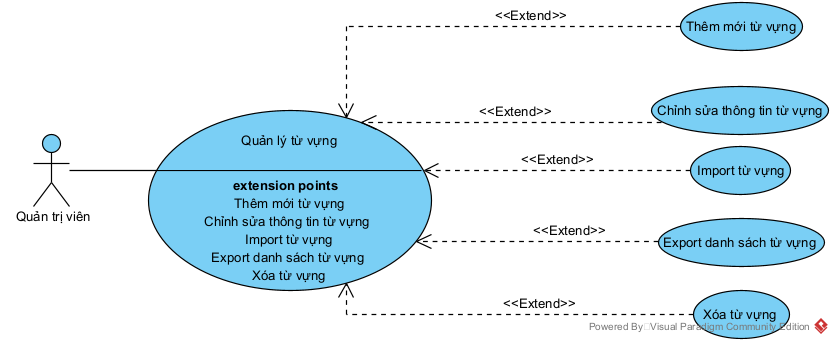 <<Extend>>
Thêm mới từ vựng
<<Extend>>
Chỉnh sửa thông tin từ vựng
Quản lý từ vựng
<<Extend>>
Import từ vựng
extension points
Thêm mới từ vựng
Chỉnh sửa thông tin từ vựng
Import từ vựng
Export danh sách từ vựng
Xóa từ vựng
Quản trị viên
<<Extend>>
Export danh sách từ vựng
<<Extend>>
Xóa từ vựng
Powered By Visual Paradigm Community Edition